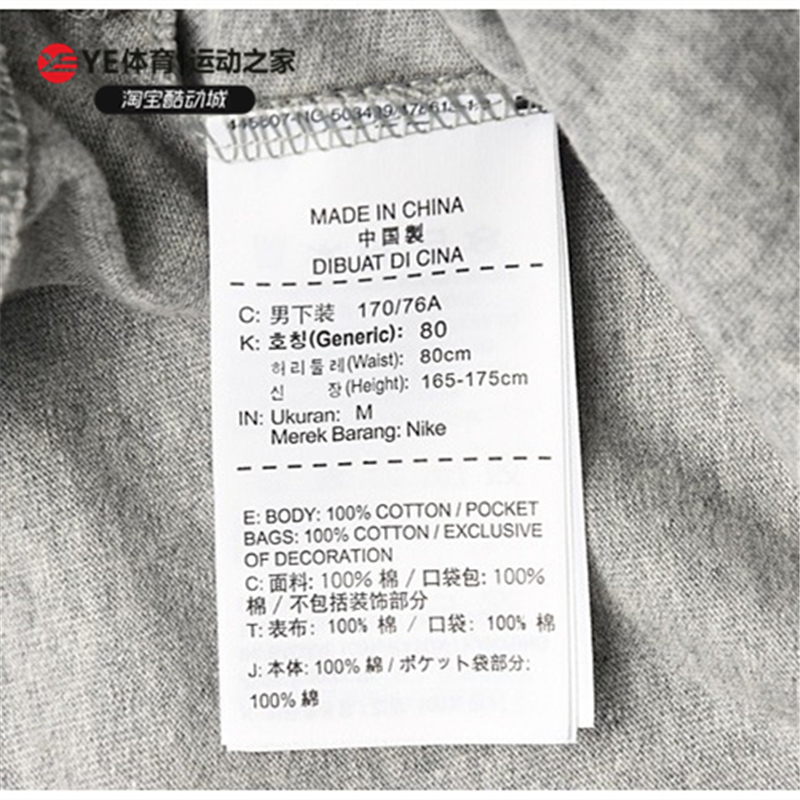 YE体育 运动之家
淘宝酷动城
MADE IN CHINA
中国製
DIBUAT DI CINA
C: 男下装 170/76A
K: 호칭(Generic): 80
허리둘레(Waist): 80cm
신 장(Height): 165-175cm
IN: Ukuran: M
Merek Barang: Nike
E: BODY: 100% COTTON / POCKET
BAGS: 100% COTTON / EXCLUSIVE
OF DECORATION
C: 面料: 100% 棉 / 口袋包: 100%
棉 / 不包括装饰部分
T: 表布: 100% 棉 / 口袋: 100% 棉
J: 本体: 100% 綿 / ポケット袋部分:
100% 綿